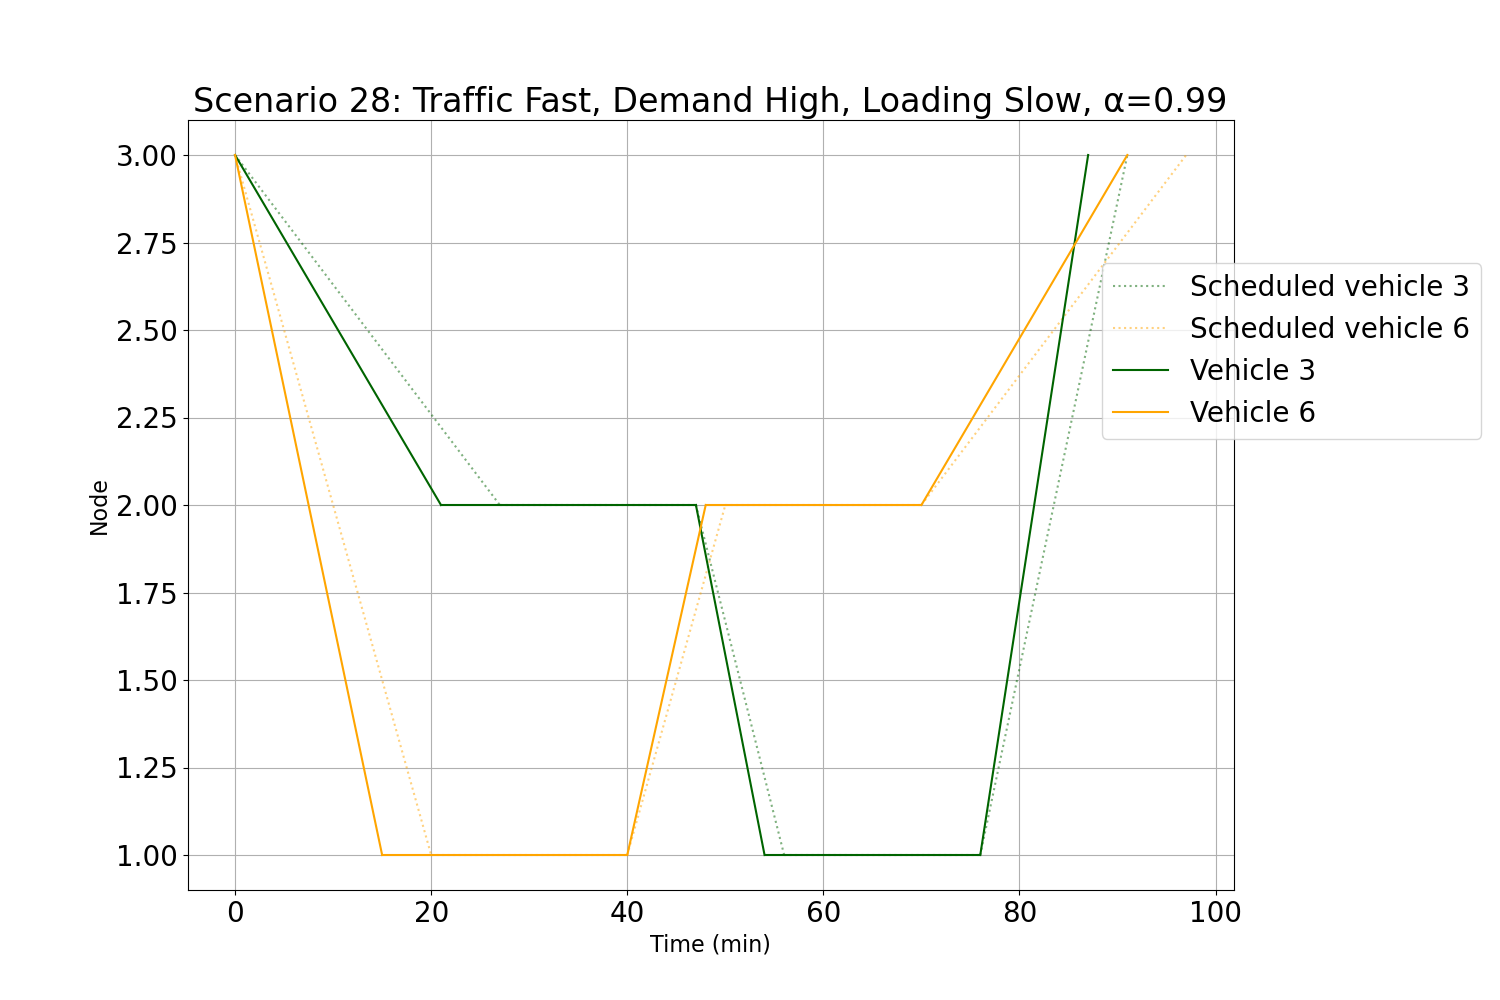 Scenario 28: Traffic Fast, Demand High, Loading Slow, α=0.99
3.00
2.75
2.50
2.25
2.00
1.75
1.50
1.25
1.00
Node
Scheduled vehicle 3
Scheduled vehicle 6
Vehicle 3
Vehicle 6
0 20 40 60 80 100
Time (min)